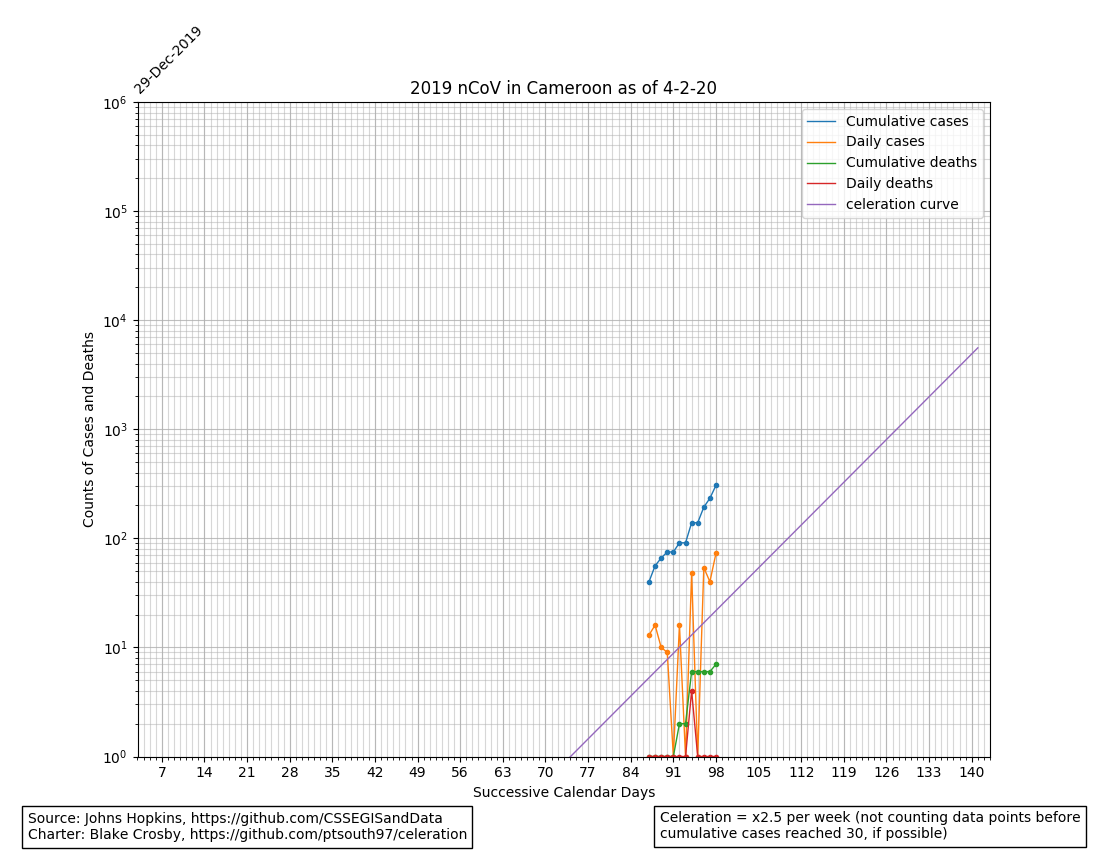 29-Dec-2019
2019 nCoV in Cameroon as of 4-2-20
Cumulative cases
Daily cases
Cumulative deaths
Daily deaths
celeration curve
Counts of Cases and Deaths
10^6
10^5
10^4
10^3
10^2
10^1
10^0
7 14 21 28 35 42 49 56 63 70 77 84 91 98 105 112 119 126 133 140
Successive Calendar Days
Source: Johns Hopkins, https://github.com/CSSEGISandData
Charter: Blake Crosby, https://github.com/ptsouth97/celeration
Celeration = x2.5 per week (not counting data points before
cumulative cases reached 30, if possible)